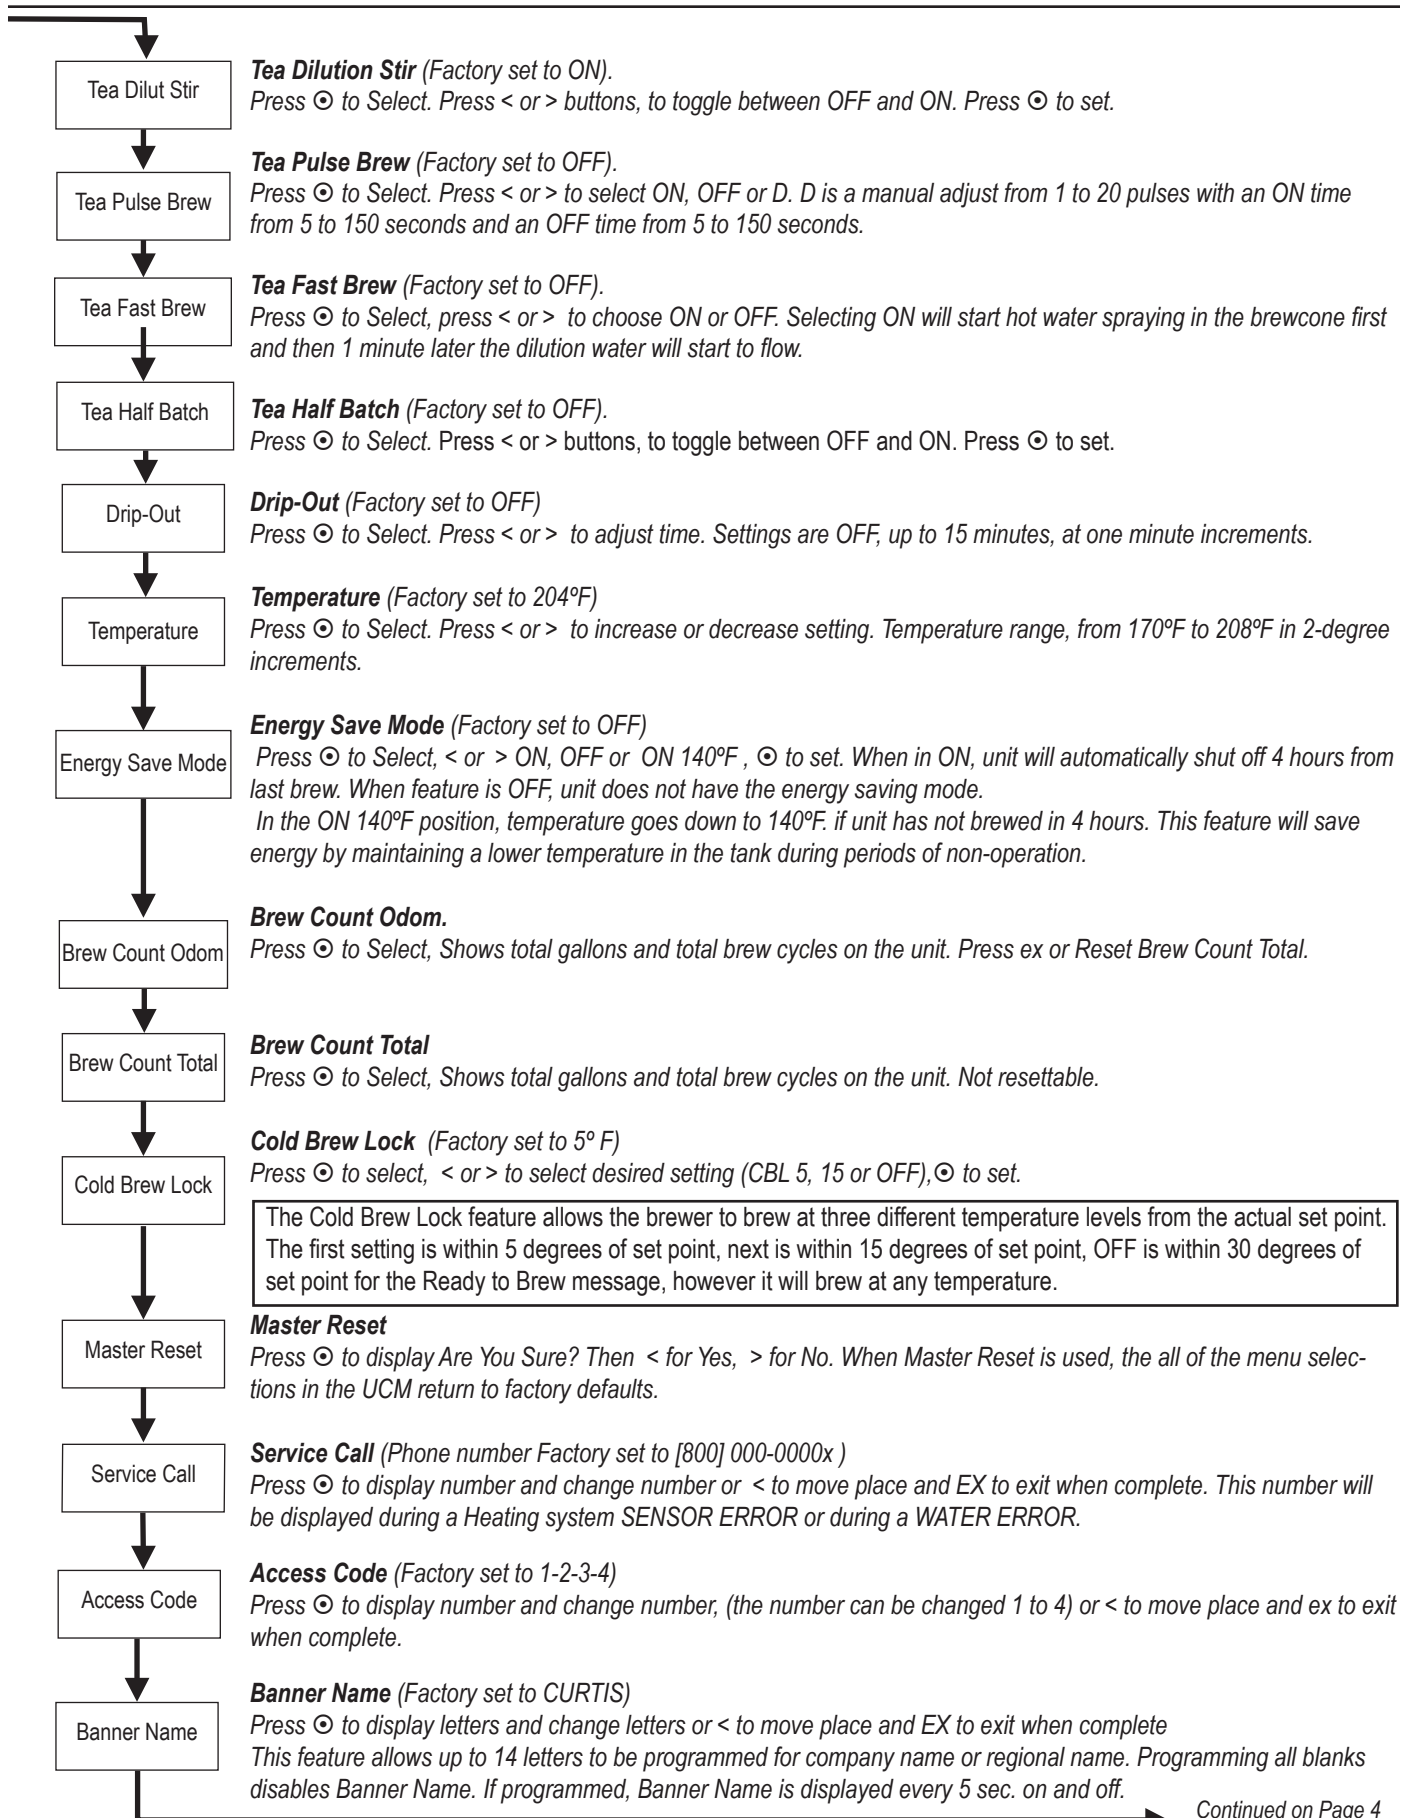 Tea Dilut Stir
Tea Dilution Stir (Factory set to ON).
Press ⊙ to Select. Press < or > buttons, to toggle between OFF and ON. Press ⊙ to set.
Tea Pulse Brew
Tea Pulse Brew (Factory set to OFF).
Press ⊙ to Select. Press < or > to select ON, OFF or D. D is a manual adjust from 1 to 20 pulses with an ON time
from 5 to 150 seconds and an OFF time from 5 to 150 seconds.
Tea Fast Brew
Tea Fast Brew (Factory set to OFF).
Press ⊙ to Select, press < or > to choose ON or OFF. Selecting ON will start hot water spraying in the brewcone first
and then 1 minute later the dilution water will start to flow.
Tea Half Batch
Tea Half Batch (Factory set to OFF).
Press ⊙ to Select. Press < or > buttons, to toggle between OFF and ON. Press ⊙ to set.
Drip-Out
Drip-Out (Factory set to OFF)
Press ⊙ to Select. Press < or > to adjust time. Settings are OFF, up to 15 minutes, at one minute increments.
Temperature
Temperature (Factory set to 204ºF)
Press ⊙ to Select. Press < or > to increase or decrease setting. Temperature range, from 170ºF to 208ºF in 2-degree
increments.
Energy Save Mode
Energy Save Mode (Factory set to OFF)
Press ⊙ to Select, < or > ON, OFF or ON 140ºF , ⊙ to set. When in ON, unit will automatically shut off 4 hours from
last brew. When feature is OFF, unit does not have the energy saving mode.
In the ON 140ºF position, temperature goes down to 140ºF. if unit has not brewed in 4 hours. This feature will save
energy by maintaining a lower temperature in the tank during periods of non-operation.
Brew Count Odom
Brew Count Odom.
Press ⊙ to Select, Shows total gallons and total brew cycles on the unit. Press ex or Reset Brew Count Total.
Brew Count Total
Brew Count Total
Press ⊙ to Select, Shows total gallons and total brew cycles on the unit. Not resettable.
Cold Brew Lock
Cold Brew Lock (Factory set to 5º F)
Press ⊙ to select, < or > to select desired setting (CBL 5, 15 or OFF),⊙ to set.
The Cold Brew Lock feature allows the brewer to brew at three different temperature levels from the actual set point.
The first setting is within 5 degrees of set point, next is within 15 degrees of set point, OFF is within 30 degrees of
set point for the Ready to Brew message, however it will brew at any temperature.
Master Reset
Master Reset
Press ⊙ to display Are You Sure? Then < for Yes, > for No. When Master Reset is used, the all of the menu selec-
tions in the UCM return to factory defaults.
Service Call
Service Call (Phone number Factory set to [800] 000-0000x )
Press ⊙ to display number and change number or < to move place and EX to exit when complete. This number will
be displayed during a Heating system SENSOR ERROR or during a WATER ERROR.
Access Code
Access Code (Factory set to 1-2-3-4)
Press ⊙ to display number and change number, (the number can be changed 1 to 4) or < to move place and ex to exit
when complete.
Banner Name
Banner Name (Factory set to CURTIS)
Press ⊙ to display letters and change letters or < to move place and EX to exit when complete
This feature allows up to 14 letters to be programmed for company name or regional name. Programming all blanks
disables Banner Name. If programmed, Banner Name is displayed every 5 sec. on and off.
Continued on Page 4